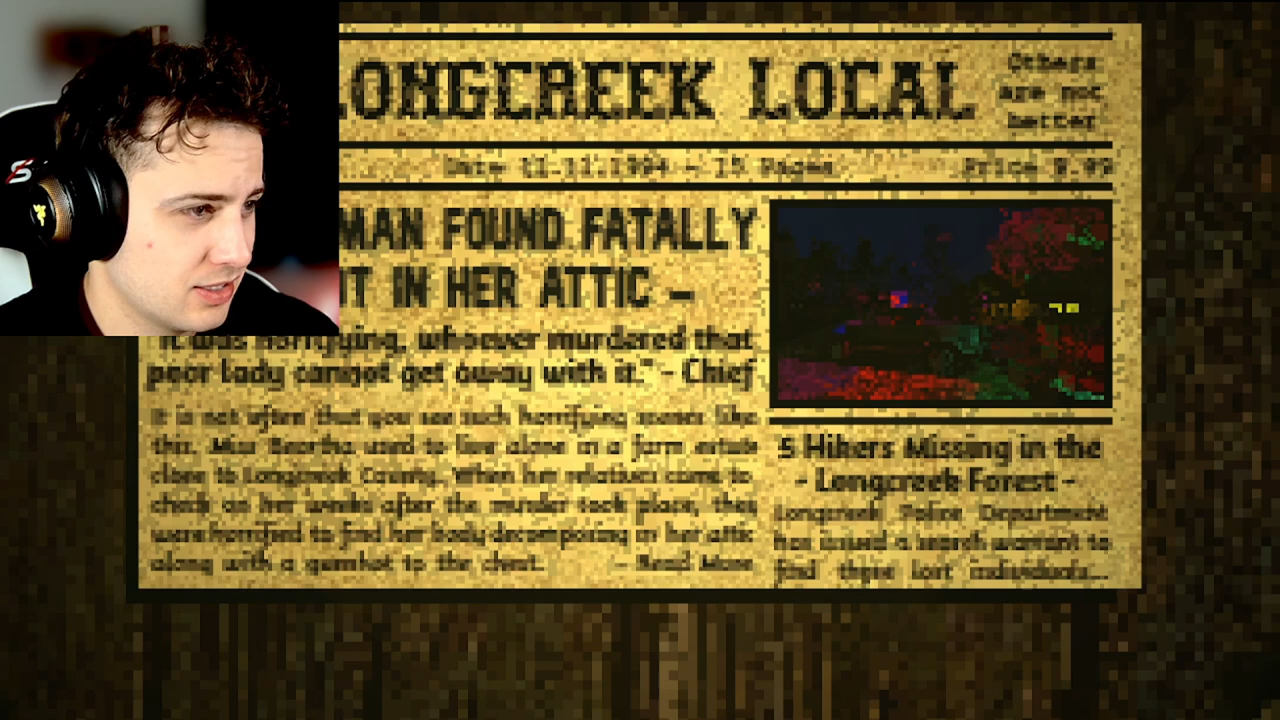 LONGCREEK LOCAL
Others
are not
better
Date 11.11.1994 - 15 Pages
Price 9.99
MAN FOUND FATALLY
T IN HER ATTIC -
"It was horrifying, whoever murdered that
poor lady cannot get away with it." - Chief
It is not often that you see such horrifying scenes like
this. Miss Beartha used to live alone in a farm estate
close to Longcreek County. When her relatives came to
check on her weeks after the murder took place, they
were horrified to find her body decomposing in her attic
along with a gunshot to the chest.
- Read More
5 Hikers Missing in the
- Longcreek Forest -
Longcreek Police Department
has issued a search warrant to
find these lost individuals...